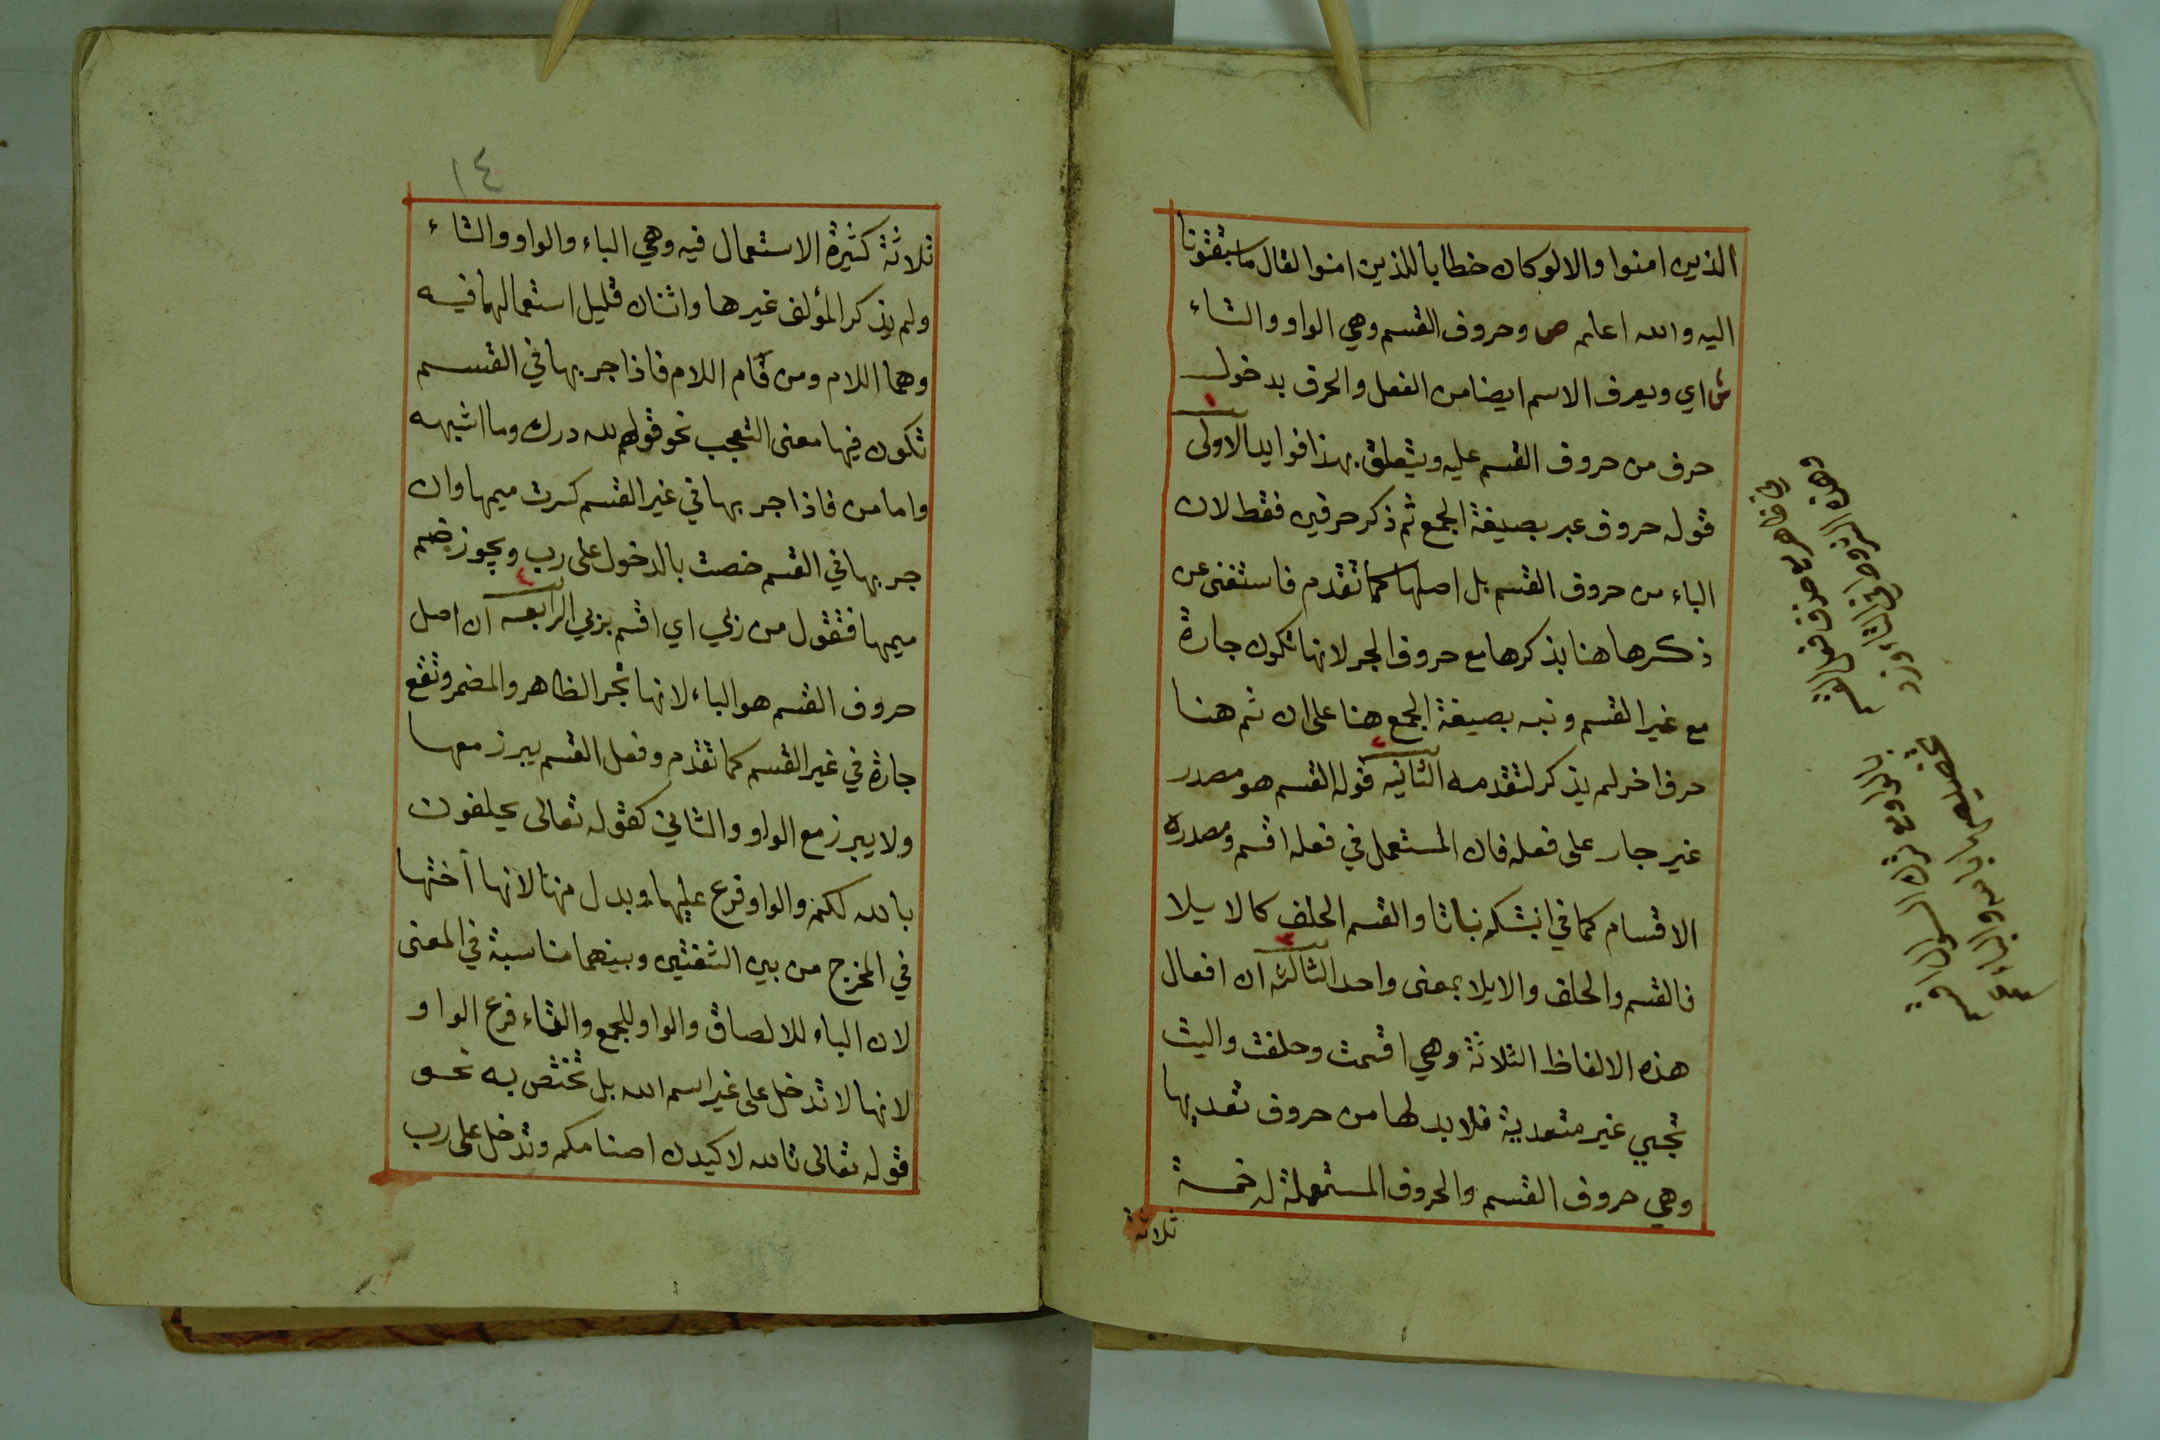 الذين امنوا والا لو كان خطابا للذين امنوا لقال ما سبقتونا
اليه والله اعلم ص وحروف القسم وهي الواو والتاء
ش اي ويعرف الاسم ايضا من الفعل والحرف بدخول
حرف من حروف القسم عليه ويتعلق بهذا فوايد الاولى
قوله حروف عبر بصيغة الجمع ثم ذكر حرفين فقط لان
الباء من حروف القسم بل اصلها كما تقدم فاستغنى عن
ذكرها هنا بذكرها مع حروف الجر لانها تكون جارة
مع غير القسم ونبه بصيغة الجمع هنا على ان ثم هنا
حرفا اخر لم يذكر لتقدمه الثانية قوله القسم هو مصدر
غير جار على فعله فان المستعمل في فعله اقسم ومصدره
الاقسام كما في انبتكم نباتا والقسم الحلف كالايلا
فالقسم والحلف والايلا بمعنى واحد الثالثة ان افعال
هذه الالفاظ الثلاثة وهي اقسمت وحلفت واليت
تجيي غير متعدية فلا بد لها من حروف تعديها
وهي حروف القسم والحروف المستعملة له خمسة
ثلاثة
١٤
ثلاثة كثيرة الاستعمال فيه وهي الباء والواو والتاء
ولم يذكر المؤلف غيرها واثنان قليل استعمالهما فيه
وهما اللام ومن فام اللام فاذا جر بها في القسم
تكون فيها معنى التعجب نحو قولهم لله درك وما اشبهه
واما من فاذا جر بها في غير القسم كسرت ميمها وان
جر بها في القسم خصت بالدخول على رب ويجوز ضم
ميمها فتقول من ربي اي اقسم بربي الرابعة ان اصل
حروف القسم هو الباء لانها تجر الظاهر والمضمر وتقع
جارة في غير القسم كما تقدم وفعل القسم يبرز معها
ولا يبرز مع الواو والتا في كقوله تعالى يحلفون
بالله لكم والواو فرع عليها وبدل منها لانها اختها
في المخرج من بين الشفتين وبينهما مناسبة في المعنى
لان الباء للالصاق والواو للجمع والتاء فرع الواو
لانها لا تدخل على غير اسم الله بل تختص به نحو
قوله تعالى تالله لاكيدن اصنامكم وتدخل على رب